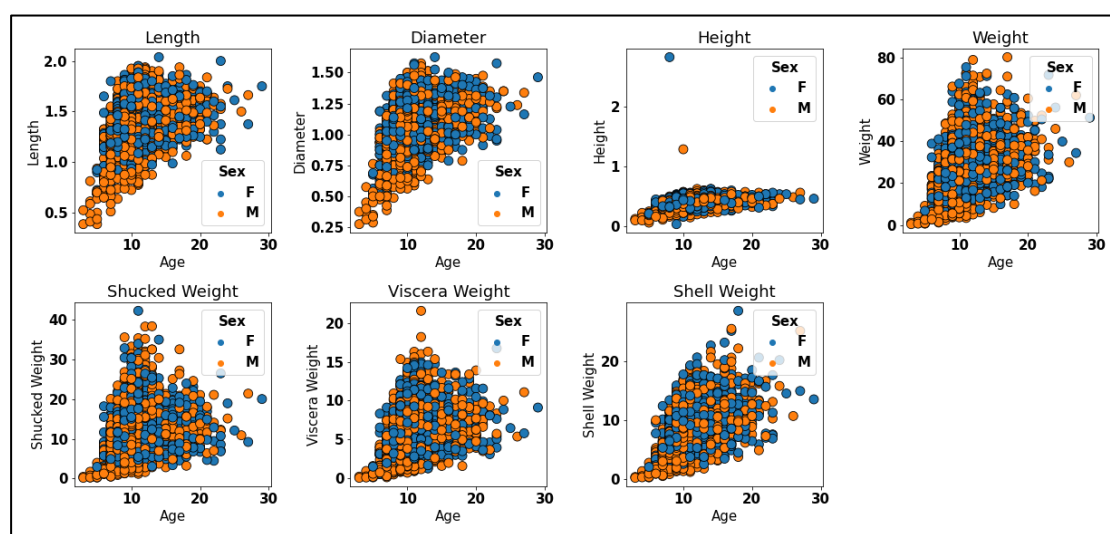 Length
2.0
1.5
1.0
0.5
Length
10 20 30
Age
Sex
F
M
Diameter
1.50
1.25
1.00
0.75
0.50
0.25
Diameter
10 20 30
Age
Sex
F
M
Height
2
1
0
Height
10 20 30
Age
Sex
F
M
Weight
80
60
40
20
0
Weight
10 20 30
Age
Sex
F
M
Shucked Weight
40
30
20
10
0
Shucked Weight
10 20 30
Age
Sex
F
M
Viscera Weight
20
15
10
5
0
Viscera Weight
10 20 30
Age
Sex
F
M
Shell Weight
20
10
0
Shell Weight
10 20 30
Age
Sex
F
M